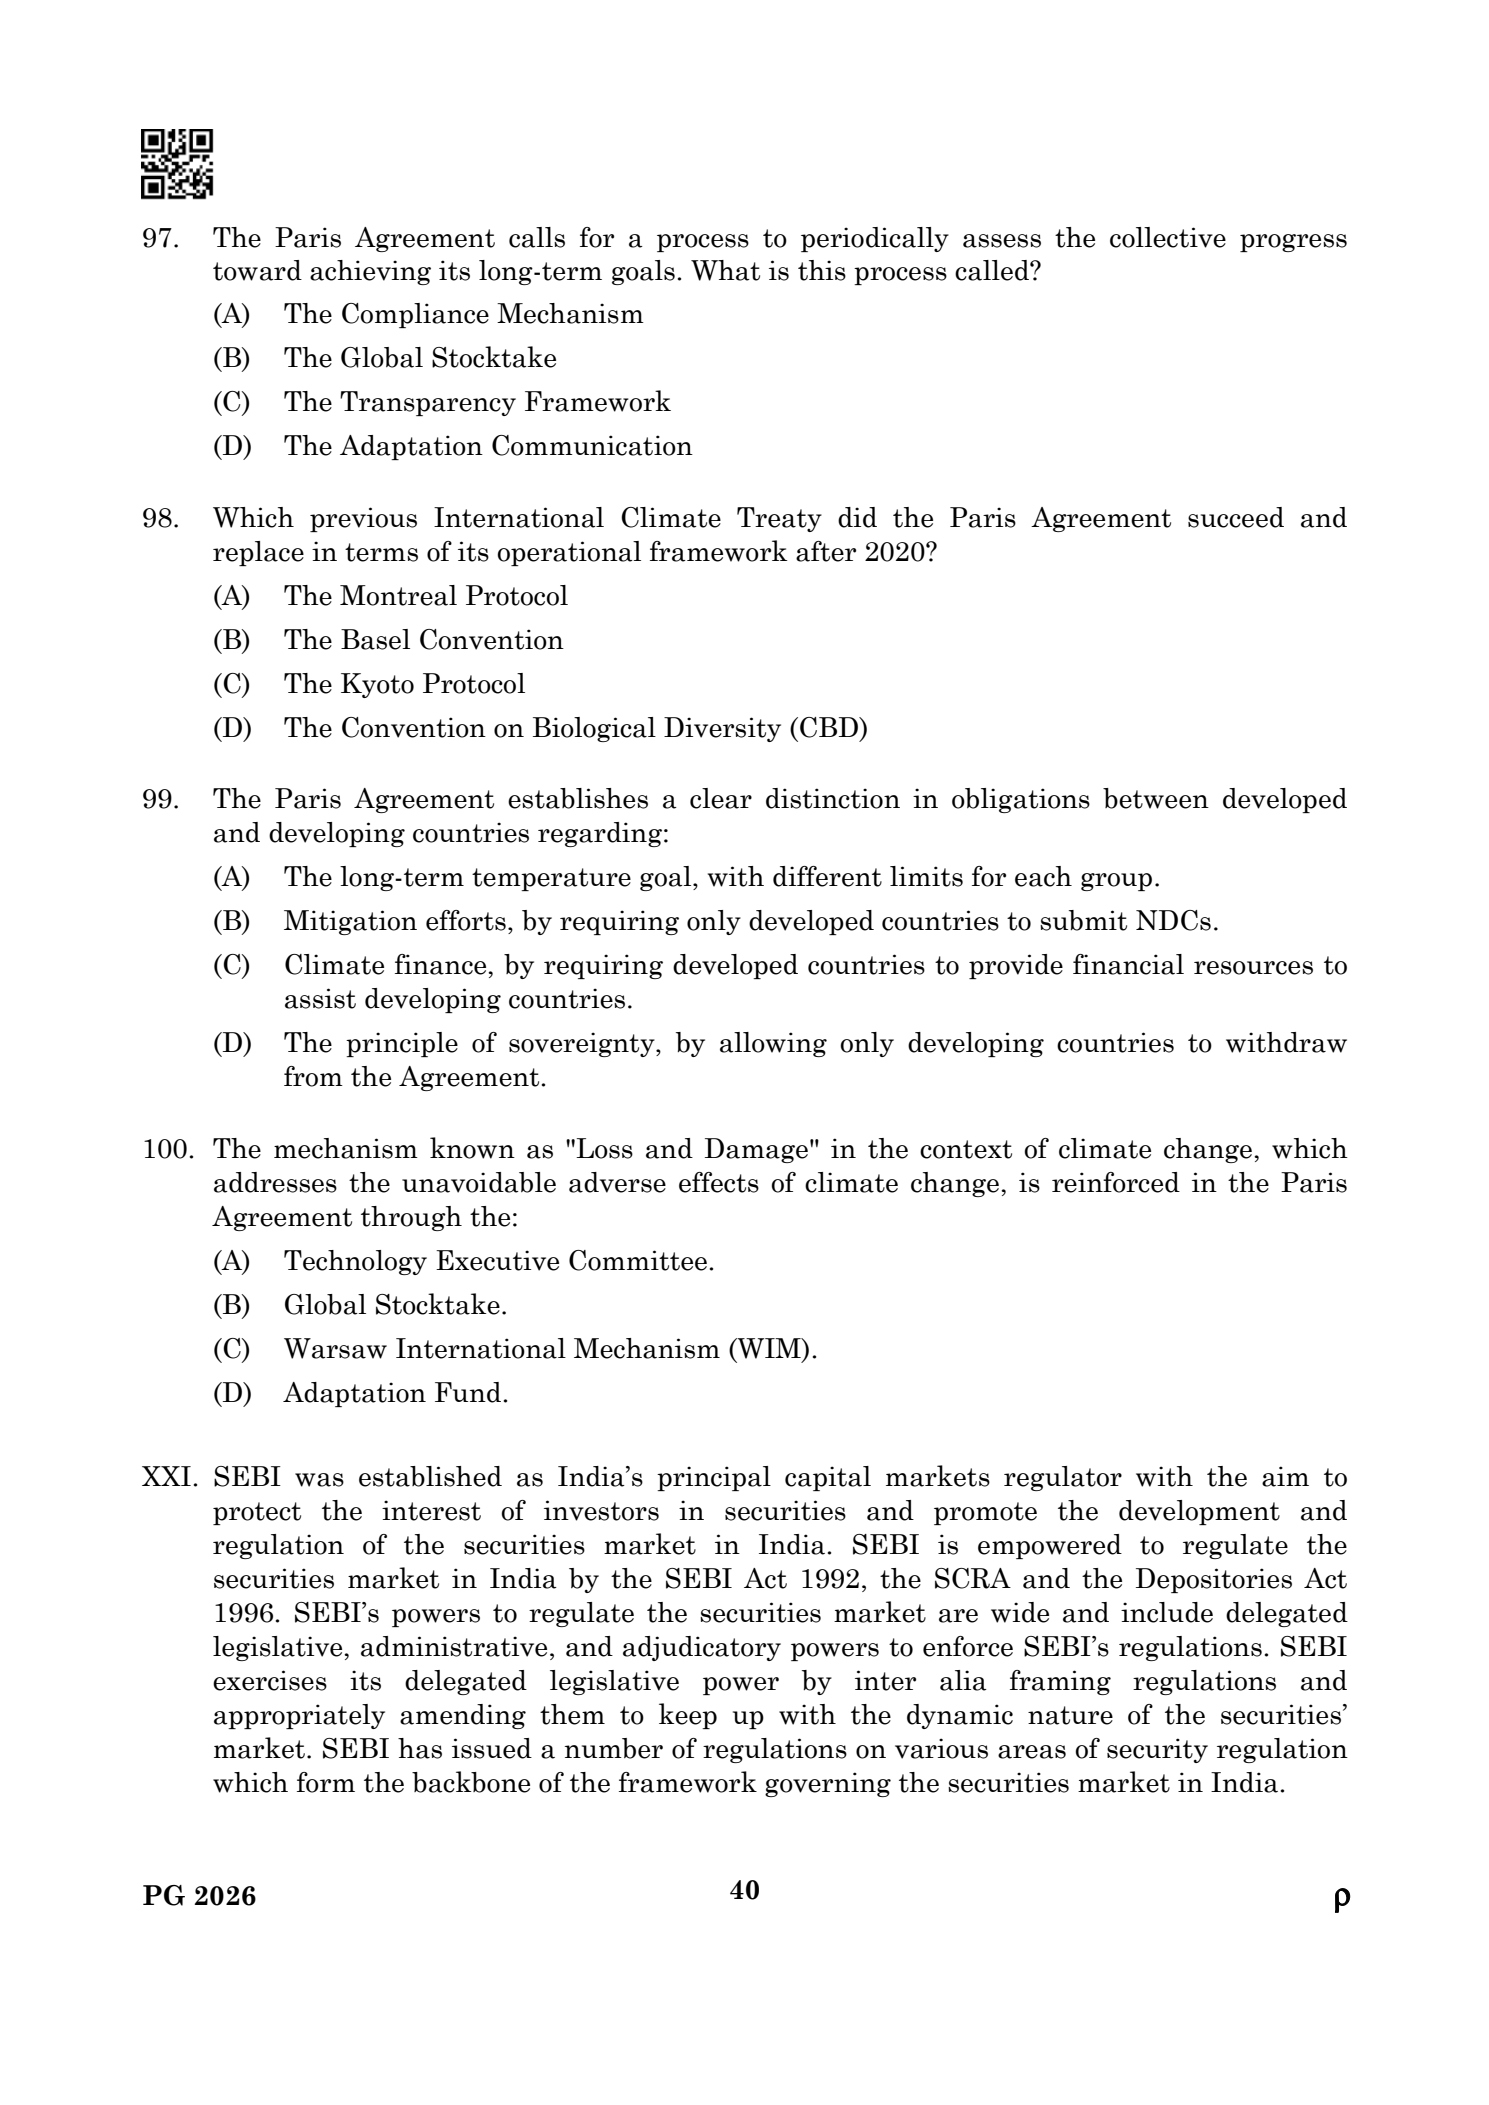 97. The Paris Agreement calls for a process to periodically assess the collective progress
toward achieving its long-term goals. What is this process called?
(A) The Compliance Mechanism
(B) The Global Stocktake
(C) The Transparency Framework
(D) The Adaptation Communication
98. Which previous International Climate Treaty did the Paris Agreement succeed and
replace in terms of its operational framework after 2020?
(A) The Montreal Protocol
(B) The Basel Convention
(C) The Kyoto Protocol
(D) The Convention on Biological Diversity (CBD)
99. The Paris Agreement establishes a clear distinction in obligations between developed
and developing countries regarding:
(A) The long-term temperature goal, with different limits for each group.
(B) Mitigation efforts, by requiring only developed countries to submit NDCs.
(C) Climate finance, by requiring developed countries to provide financial resources to
assist developing countries.
(D) The principle of sovereignty, by allowing only developing countries to withdraw
from the Agreement.
100. The mechanism known as "Loss and Damage" in the context of climate change, which
addresses the unavoidable adverse effects of climate change, is reinforced in the Paris
Agreement through the:
(A) Technology Executive Committee.
(B) Global Stocktake.
(C) Warsaw International Mechanism (WIM).
(D) Adaptation Fund.
XXI. SEBI was established as India’s principal capital markets regulator with the aim to
protect the interest of investors in securities and promote the development and
regulation of the securities market in India. SEBI is empowered to regulate the
securities market in India by the SEBI Act 1992, the SCRA and the Depositories Act
1996. SEBI’s powers to regulate the securities market are wide and include delegated
legislative, administrative, and adjudicatory powers to enforce SEBI’s regulations. SEBI
exercises its delegated legislative power by inter alia framing regulations and
appropriately amending them to keep up with the dynamic nature of the securities’
market. SEBI has issued a number of regulations on various areas of security regulation
which form the backbone of the framework governing the securities market in India.
PG 2026 40 ρ